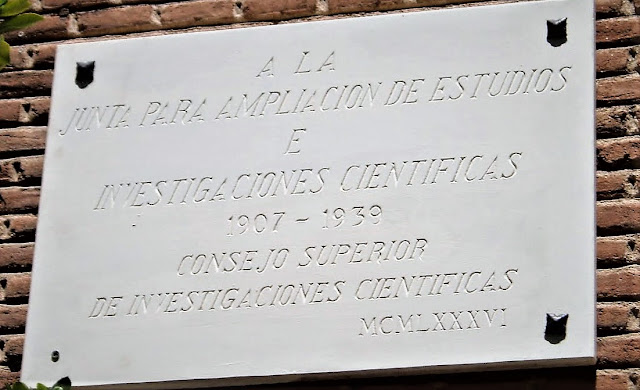 A LA
JUNTA PARA AMPLIACION DE ESTUDIOS
E
INVESTIGACIONES CIENTIFICAS
1907 - 1939
CONSEJO SUPERIOR
DE INVESTIGACIONES CIENTIFICAS
MCMLXXXVI